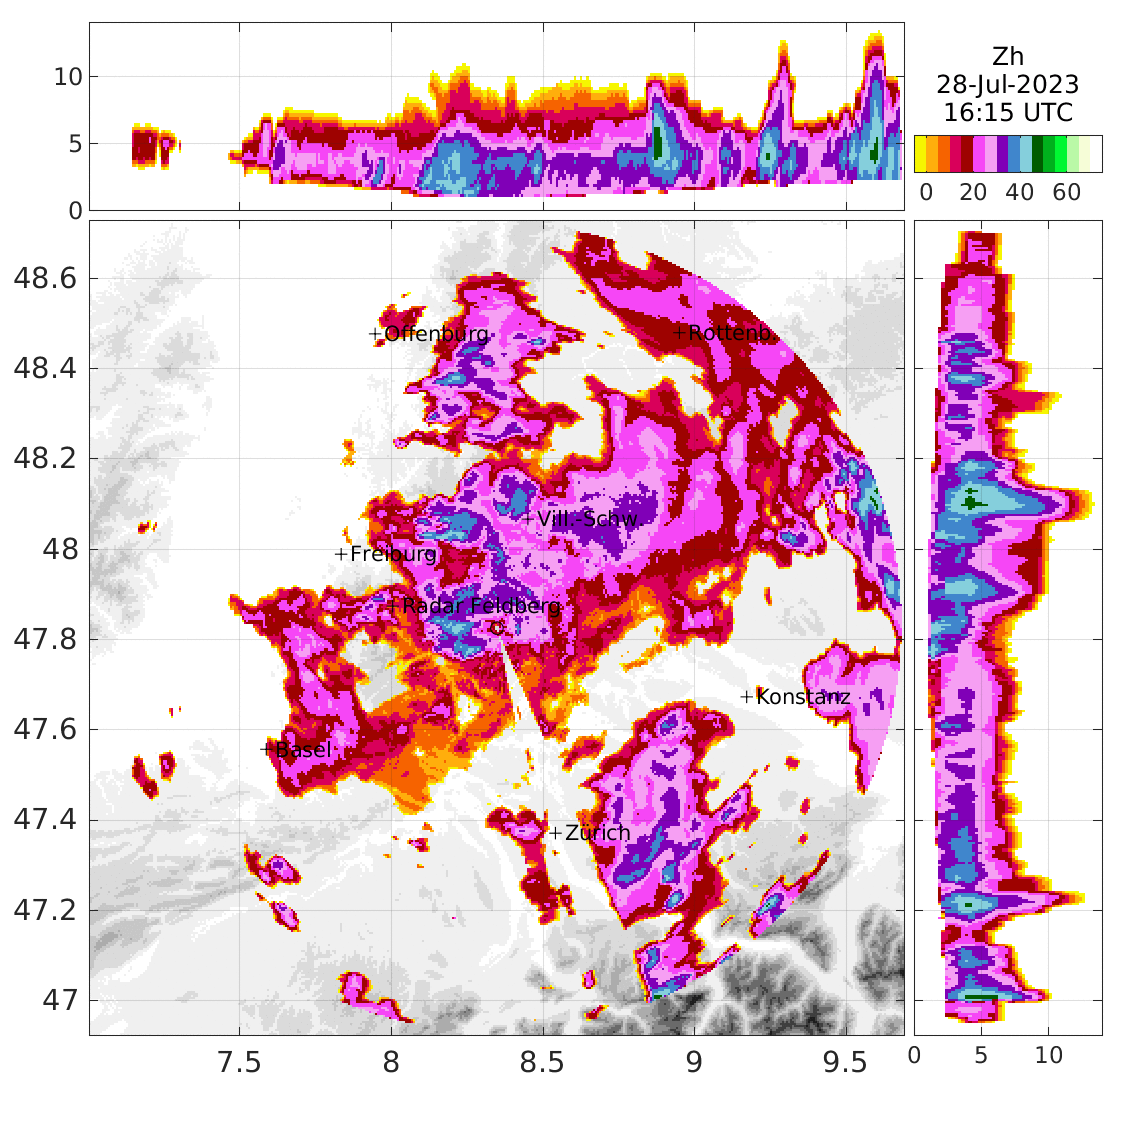 10
5
0
Zh
28-Jul-2023
16:15 UTC
0 20 40 60
48.6
48.4
48.2
48
47.8
47.6
47.4
47.2
47
+Offenburg
+Rottenb.
+Vill.-Schw.
+Freiburg
+Radar Feldberg
+Konstanz
+Basel
+Zürich
7.5 8 8.5 9 9.5
0 5 10